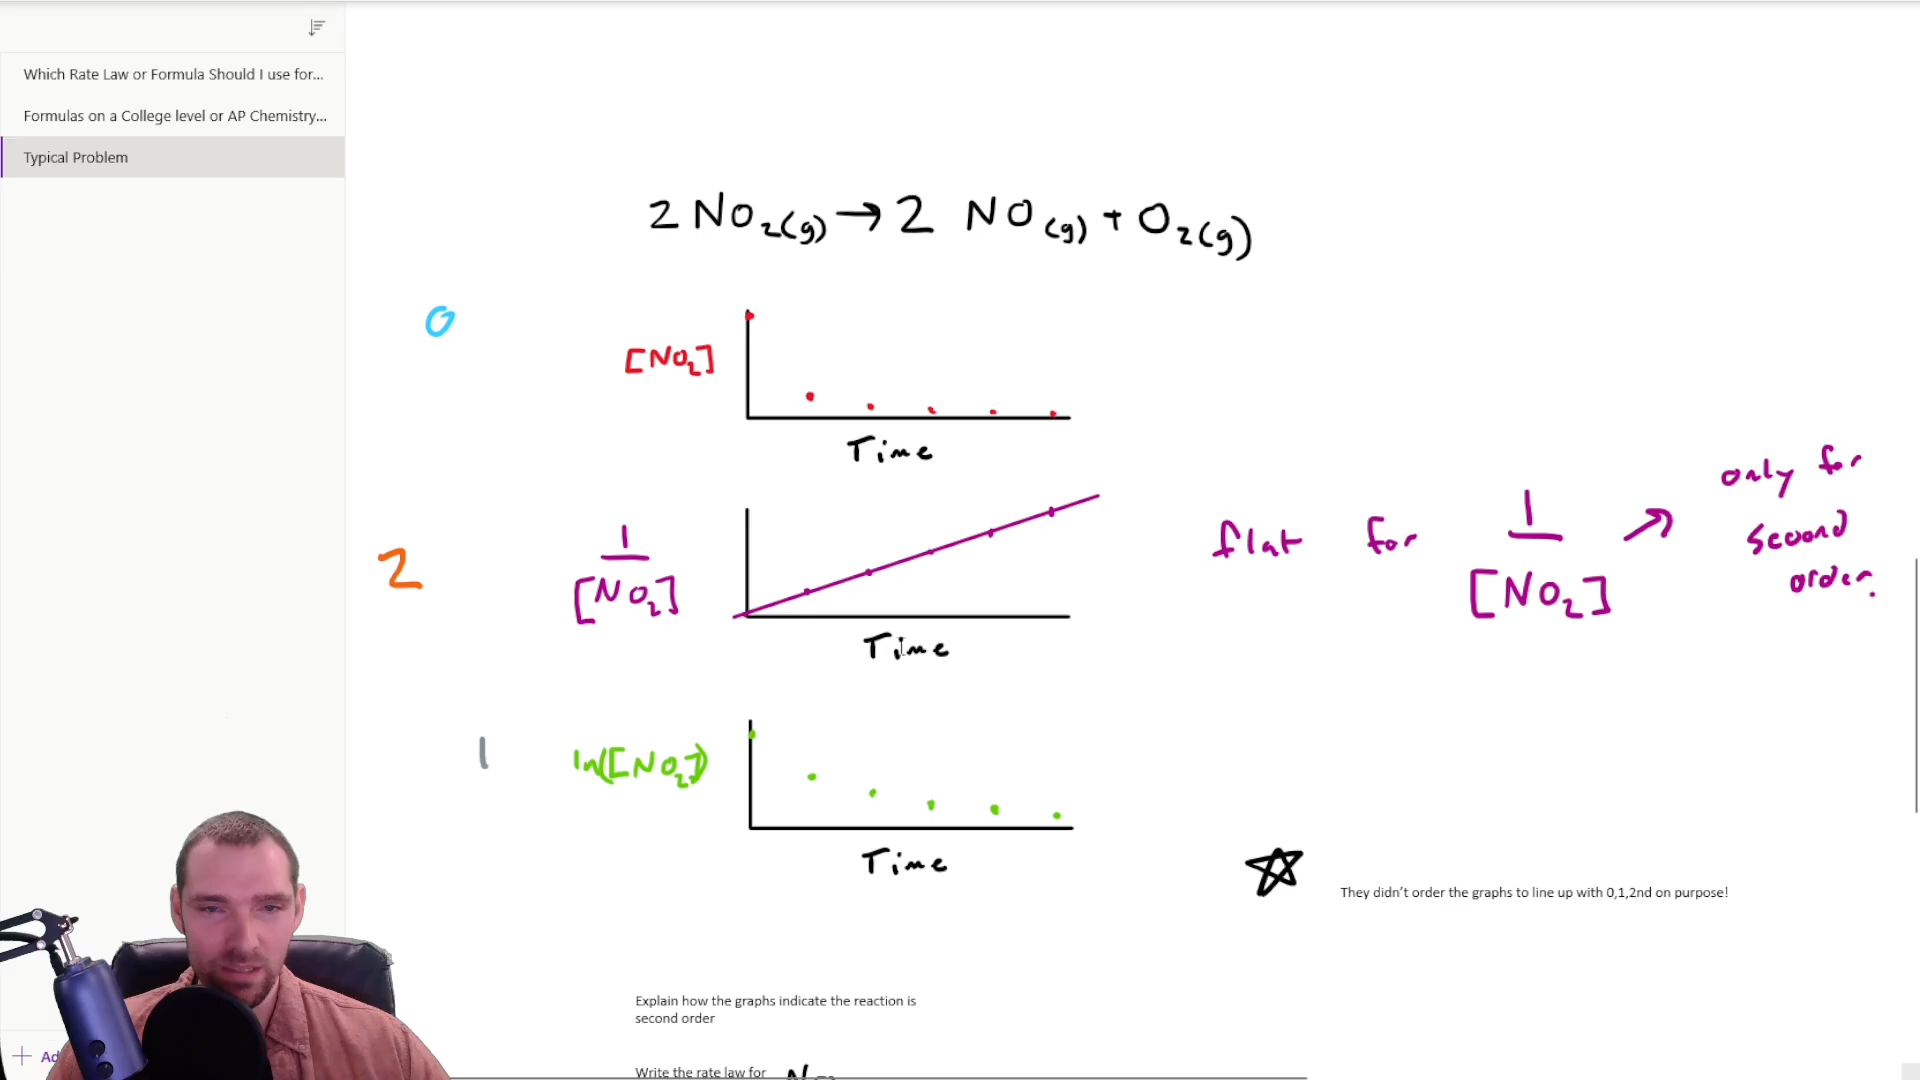 Which Rate Law or Formula Should I use for...
Formulas on a College level or AP Chemistry...
Typical Problem
2 NO₂(g) → 2 NO(g) + O₂(g)
0
[NO₂]
Time
2
1
[NO₂]
Time
flat for 1
[NO₂]
↗ only for
second
order.
1
ln([NO₂])
Time
☆
They didn't order the graphs to line up with 0,1,2nd on purpose!
Explain how the graphs indicate the reaction is
second order
Write the rate law for